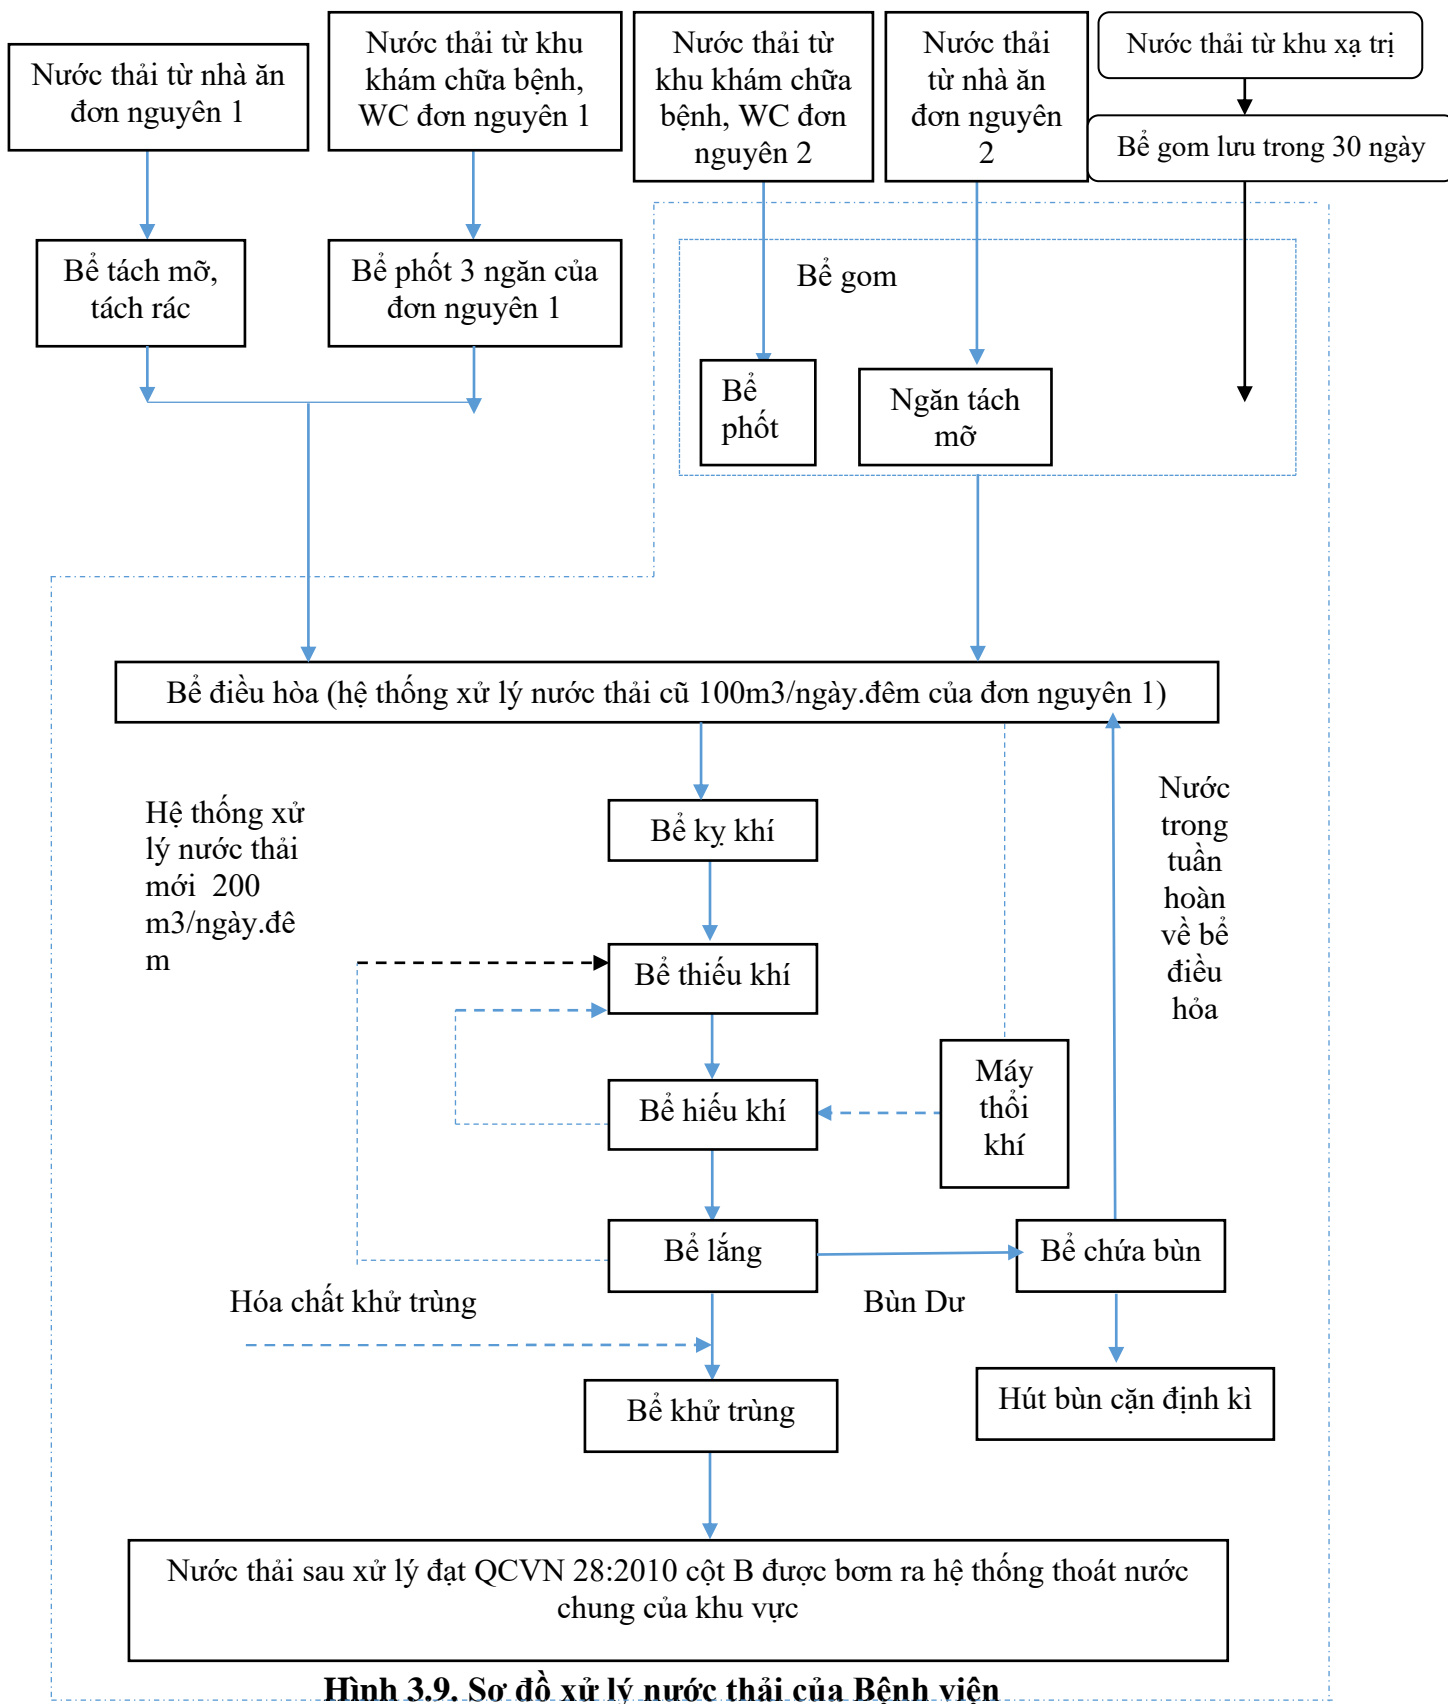 Nước thải từ nhà ăn
đơn nguyên 1
Nước thải từ khu
khám chữa bệnh,
WC đơn nguyên 1
Nước thải từ
khu khám chữa
bệnh, WC đơn
nguyên 2
Nước thải
từ nhà ăn
đơn nguyên
2
Nước thải từ khu xạ trị
Bể gom lưu trong 30 ngày
Bể tách mỡ,
tách rác
Bể phốt 3 ngăn của
đơn nguyên 1
Bể gom
Bể
phốt
Ngăn tách
mỡ
Bể điều hòa (hệ thống xử lý nước thải cũ 100m3/ngày.đêm của đơn nguyên 1)
Hệ thống xử
lý nước thải
mới 200
m3/ngày.đê
m
Bể kỵ khí
Nước
trong
tuần
hoàn
về bể
điều
hỏa
Bể thiếu khí
Bể hiếu khí
Máy
thổi
khí
Bể lắng
Bể chứa bùn
Hóa chất khử trùng
Bùn Dư
Bể khử trùng
Hút bùn cặn định kì
Nước thải sau xử lý đạt QCVN 28:2010 cột B được bơm ra hệ thống thoát nước
chung của khu vực
Hình 3.9. Sơ đồ xử lý nước thải của Bệnh viện